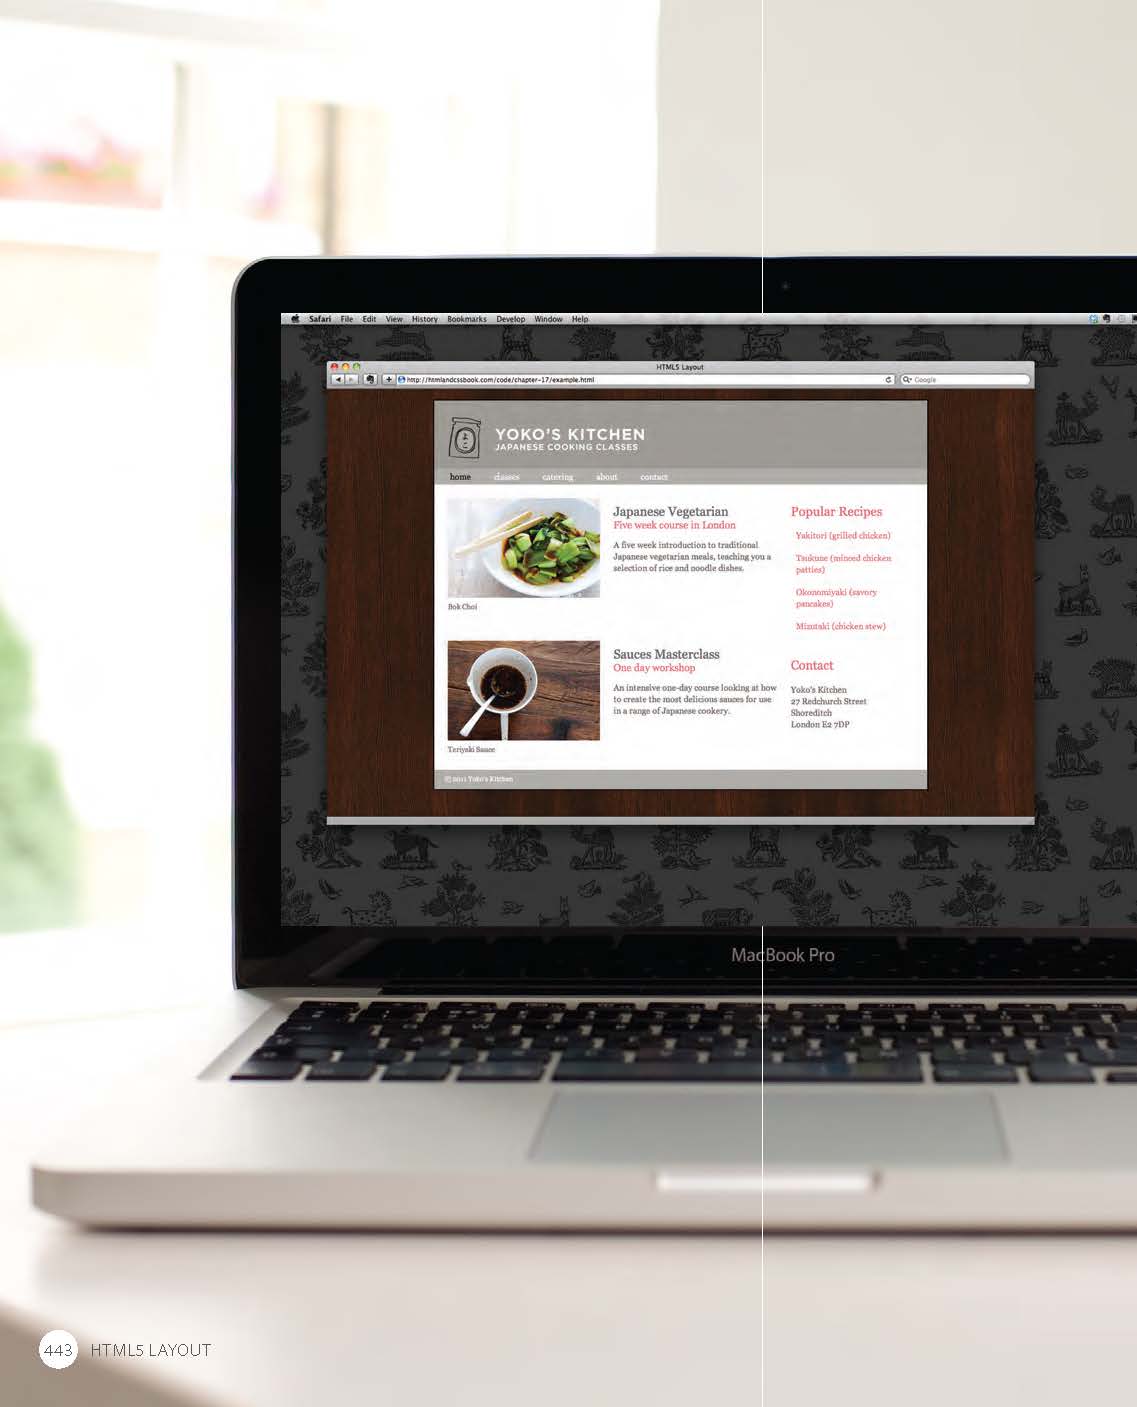 Safari File Edit View History Bookmarks Develop Window Help
HTML5 Layout
http://htmlandcssbook.com/code/chapter-17/example.html
Google
YOKO'S KITCHEN
JAPANESE COOKING CLASSES
home classes catering about contact
Japanese Vegetarian
Five week course in London
A five week introduction to traditional
Japanese vegetarian meals, teaching you a
selection of rice and noodle dishes.
Bok Choi
Sauces Masterclass
One day workshop
An intensive one-day course looking at how
to create the most delicious sauces for use
in a range of Japanese cookery.
Teriyaki Sauce
Popular Recipes
Yakitori (grilled chicken)
Tsukune (minced chicken
patties)
Okonomiyaki (savory
pancakes)
Mizutaki (chicken stew)
Contact
Yoko's Kitchen
27 Redchurch Street
Shoreditch
London E2 7DP
© 2011 Yoko's Kitchen
MacBook Pro
443 HTML5 LAYOUT